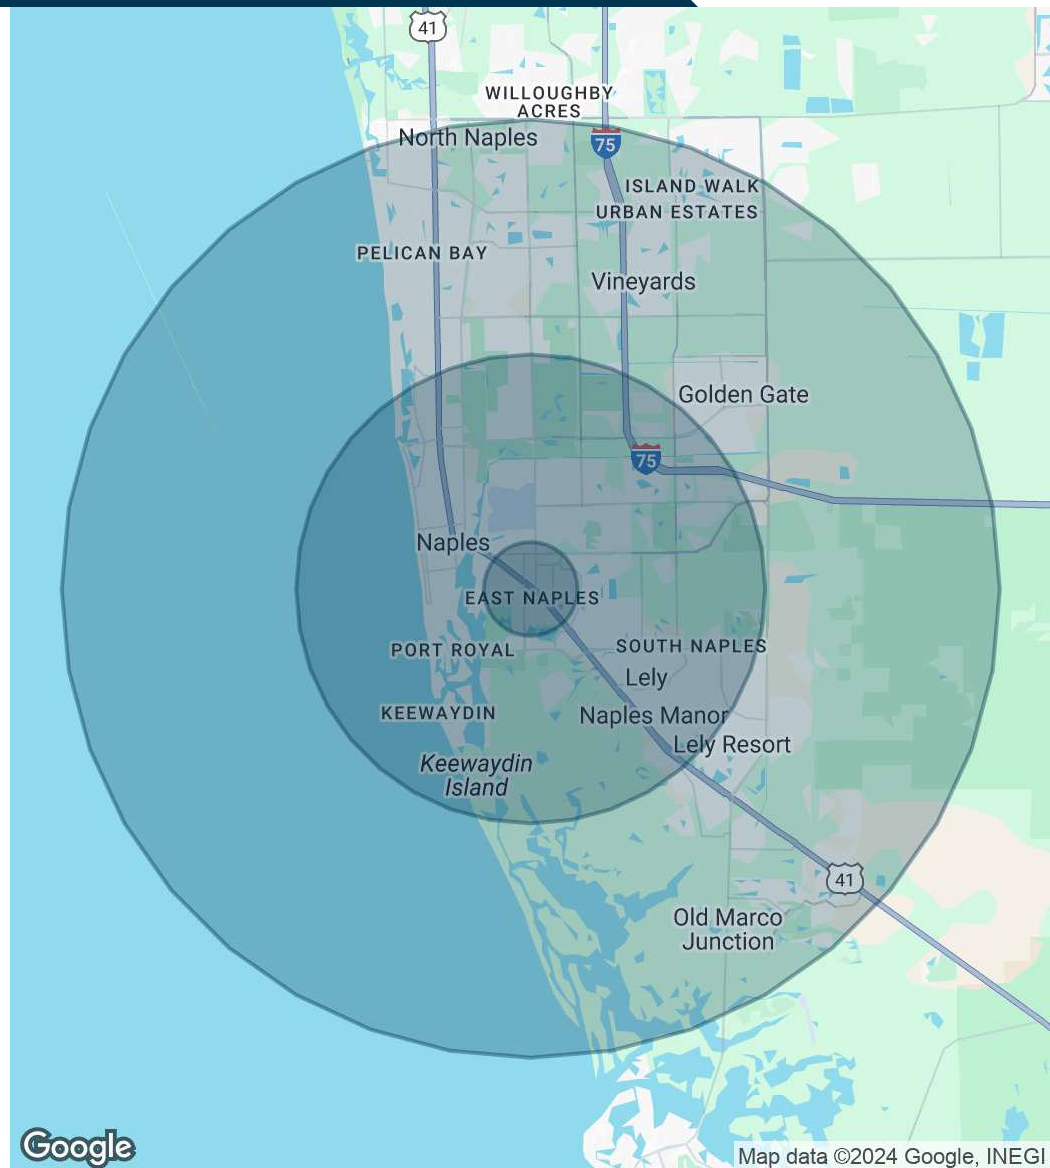 41
WILLOUGHBY
ACRES
North Naples
75
ISLAND WALK
URBAN ESTATES
PELICAN BAY
Vineyards
Golden Gate
75
Naples
EAST NAPLES
SOUTH NAPLES
PORT ROYAL
Lely
KEEWAYDIN
Naples Manor
Lely Resort
Keewaydin
Island
41
Old Marco
Junction
Google
Map data ©2024 Google, INEGI